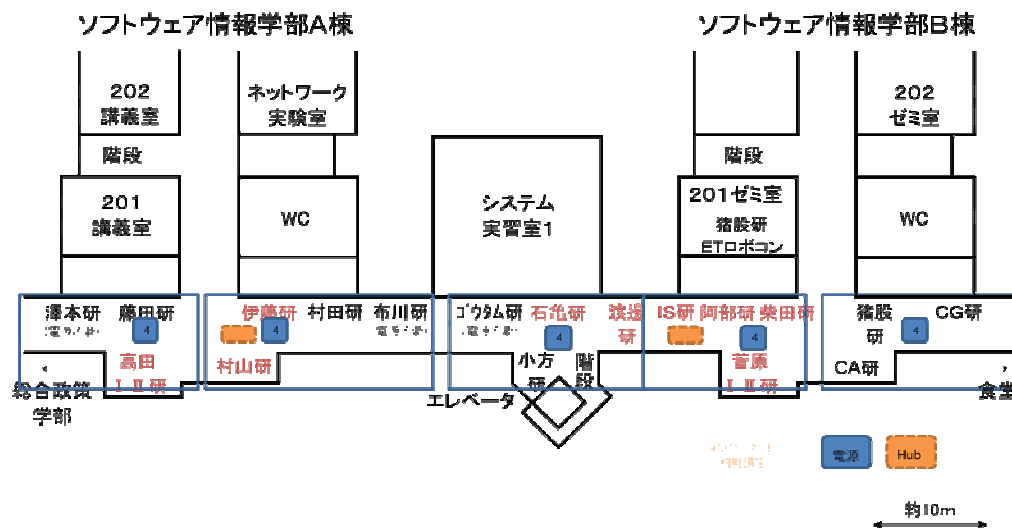 ソフトウェア情報学部A棟
ソフトウェア情報学部B棟
202
講義室
ネットワーク
実験室
202
ゼミ室
階段
階段
201
講義室
WC
システム
実習室1
201ゼミ室
猪股研
ETロボコン
WC
澤本研
藤田研
伊藤研
村田研
布川研
ゴウタム研
石亀研
渡邊
研
IS研
阿部研
柴田研
猪股
研
CG研
4
4
4
4
4
高田
I II研
村山研
小方
研
階
段
菅原
I II研
CA研
総合政策
学部
エレベータ
食堂
電源
Hub
約10m